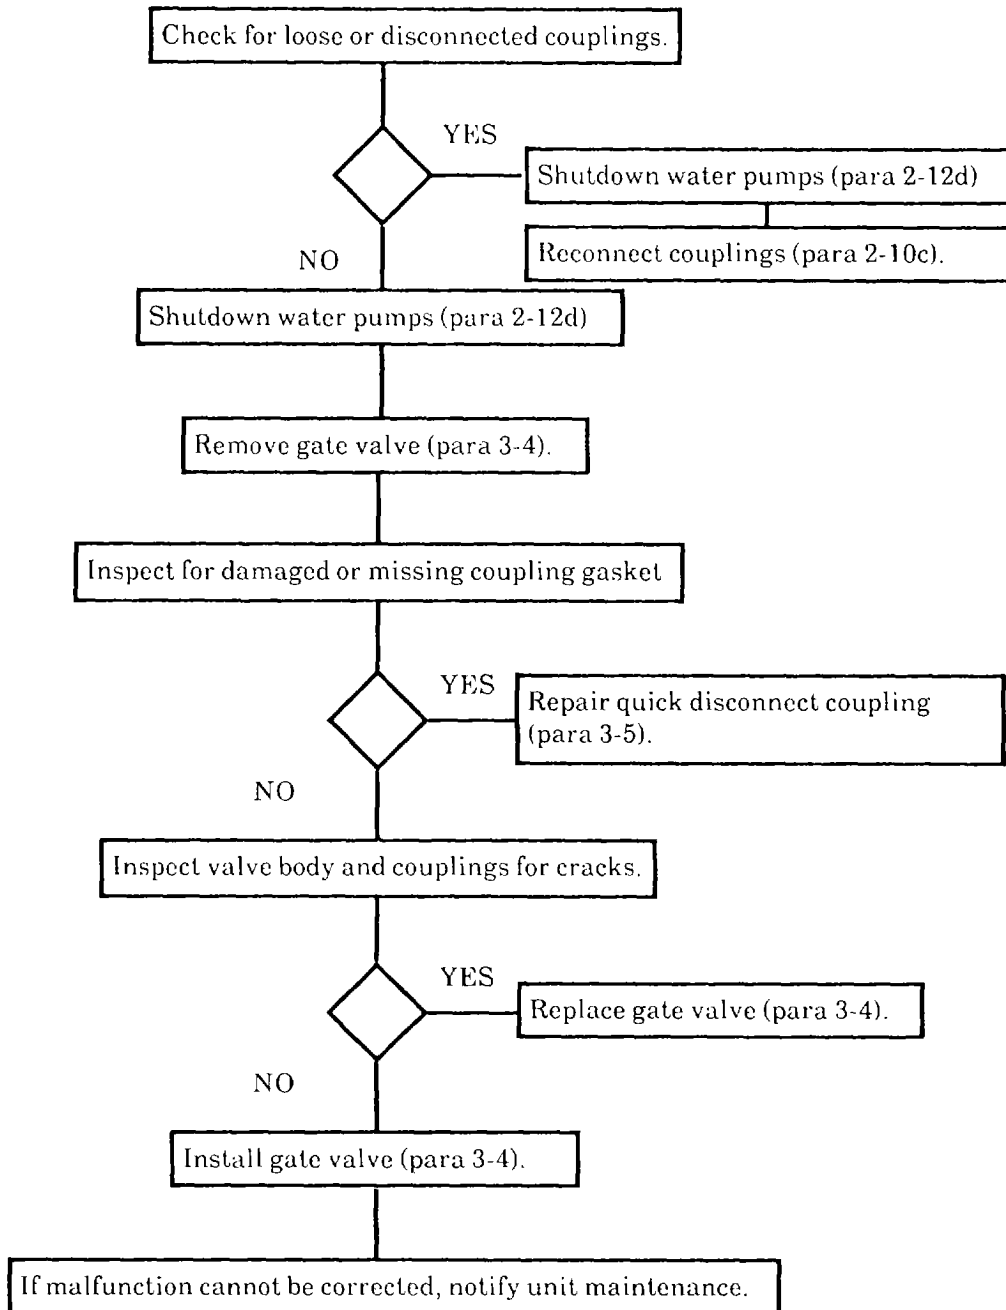 Check for loose or disconnected couplings.
YES
Shutdown water pumps (para 2-12d)
Reconnect couplings (para 2-10c).
NO
Shutdown water pumps (para 2-12d)
Remove gate valve (para 3-4).
Inspect for damaged or missing coupling gasket
YES
Repair quick disconnect coupling
(para 3-5).
NO
Inspect valve body and couplings for cracks.
YES
Replace gate valve (para 3-4).
NO
Install gate valve (para 3-4).
If malfunction cannot be corrected, notify unit maintenance.